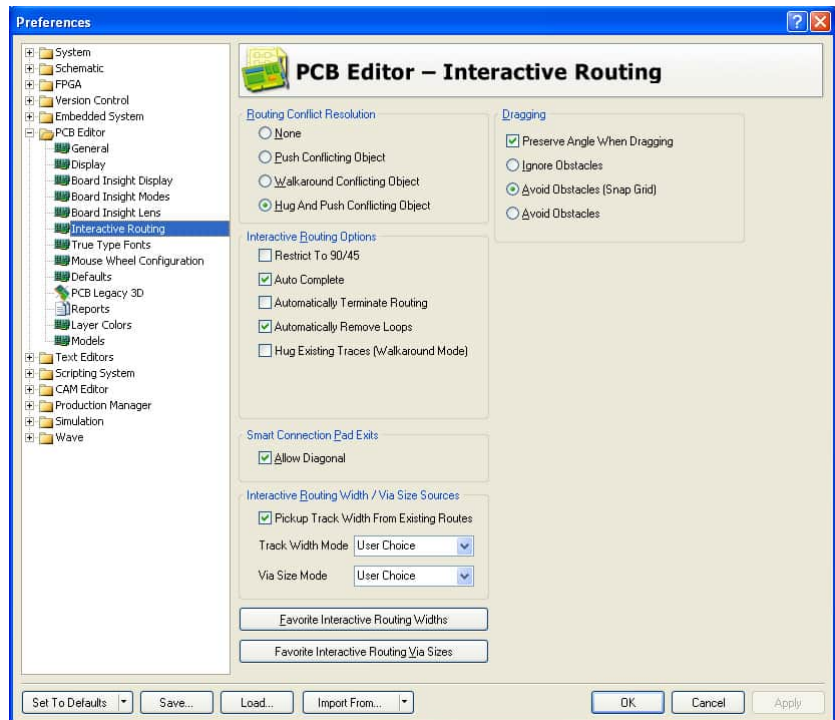 Preferences
System
Schematic
FPGA
Version Control
Embedded System
PCB Editor
General
Display
Board Insight Display
Board Insight Modes
Board Insight Lens
Interactive Routing
True Type Fonts
Mouse Wheel Configuration
Defaults
PCB Legacy 3D
Reports
Layer Colors
Models
Text Editors
Scripting System
CAM Editor
Production Manager
Simulation
Wave
PCB Editor – Interactive Routing
Routing Conflict Resolution
None
Push Conflicting Object
Walkaround Conflicting Object
Hug And Push Conflicting Object
Interactive Routing Options
Restrict To 90/45
Auto Complete
Automatically Terminate Routing
Automatically Remove Loops
Hug Existing Traces (Walkaround Mode)
Smart Connection Pad Exits
Allow Diagonal
Interactive Routing Width / Via Size Sources
Pickup Track Width From Existing Routes
Track Width Mode User Choice
Via Size Mode User Choice
Favorite Interactive Routing Widths
Favorite Interactive Routing Via Sizes
Dragging
Preserve Angle When Dragging
Ignore Obstacles
Avoid Obstacles (Snap Grid)
Avoid Obstacles
Set To Defaults Save... Load... Import From... OK Cancel Apply